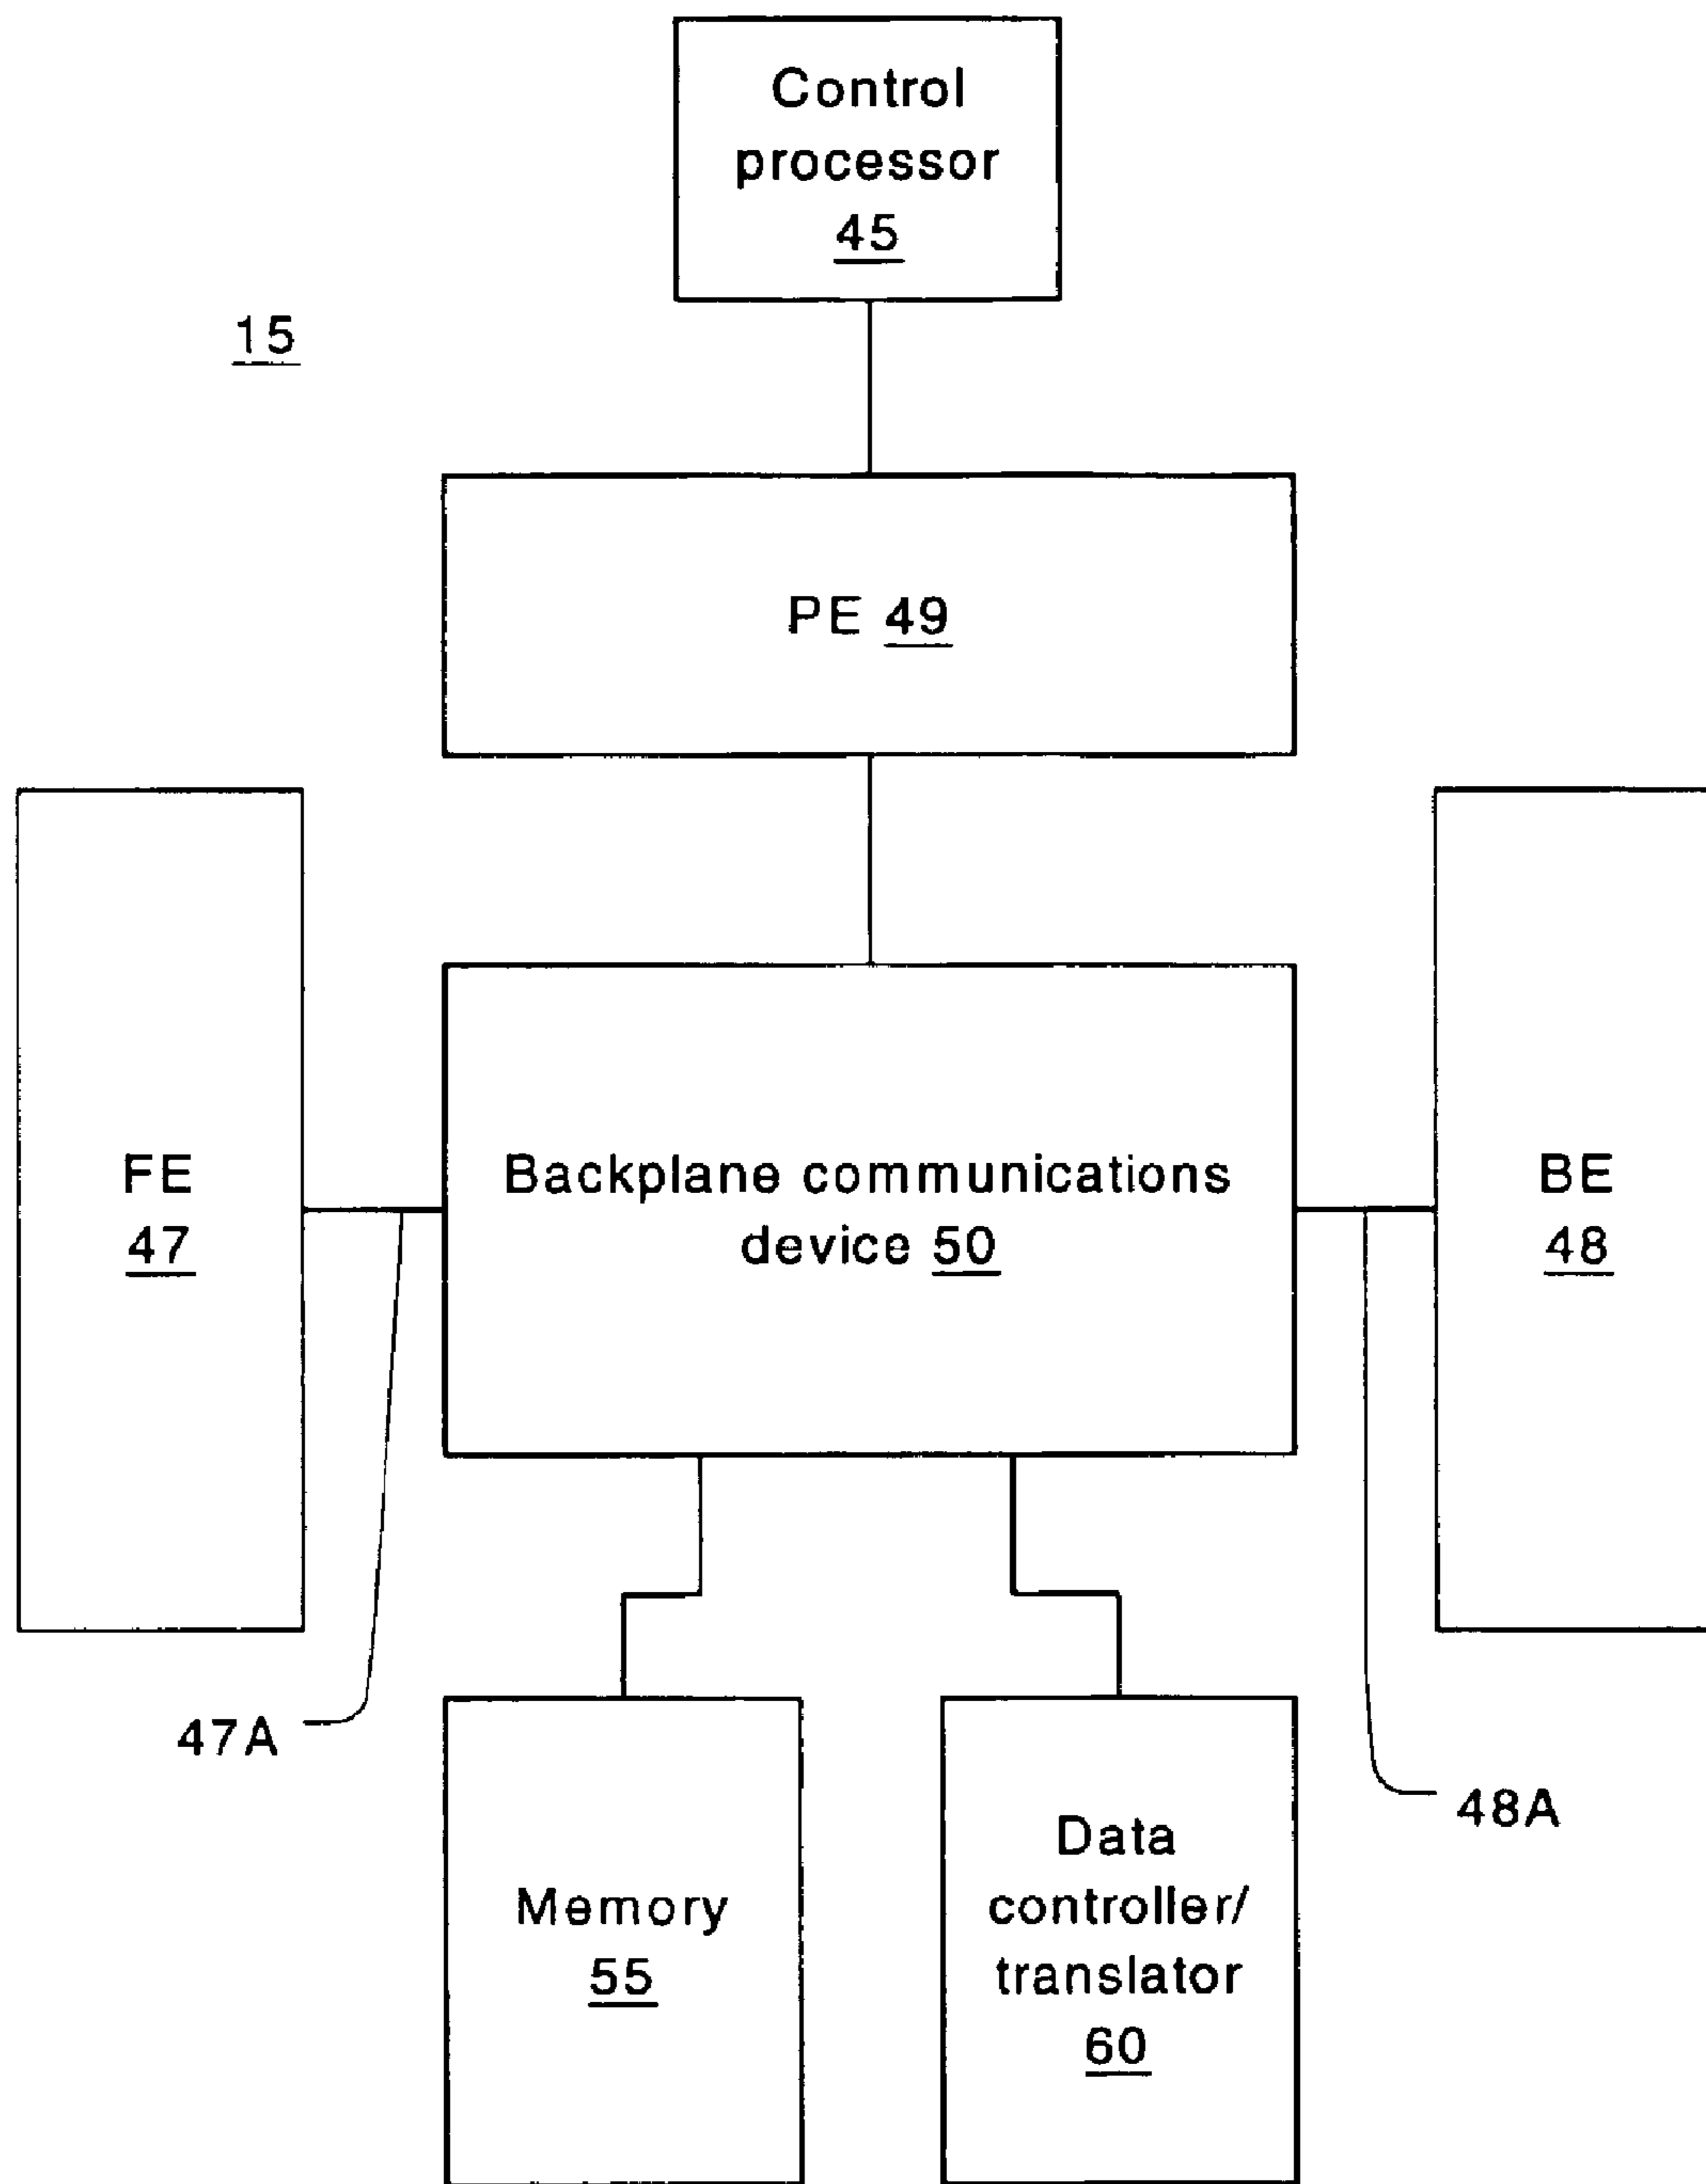 Control
processor
45
15
PE 49
FE
47
Backplane communications
device 50
BE
48
47A
48A
Memory
55
Data
controller/
translator
60